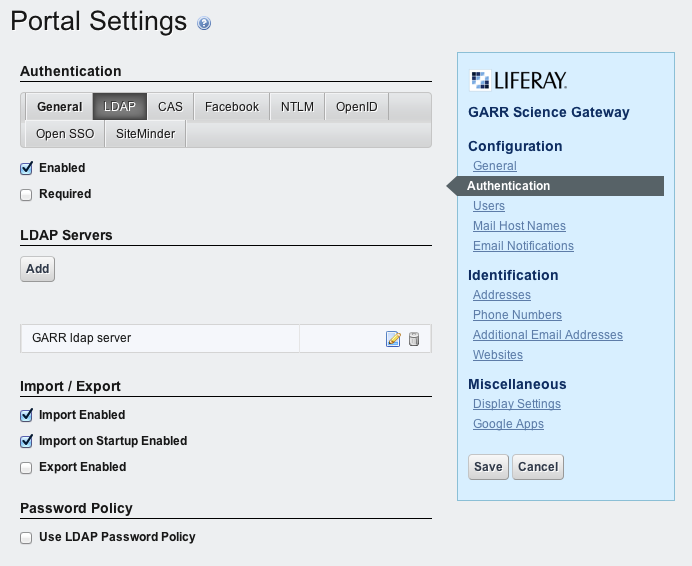 Portal Settings
Authentication
General LDAP CAS Facebook NTLM OpenID
Open SSO SiteMinder
Enabled
Required
LDAP Servers
Add
GARR ldap server
Import / Export
Import Enabled
Import on Startup Enabled
Export Enabled
Password Policy
Use LDAP Password Policy
LIFERAY.
GARR Science Gateway
Configuration
General
Authentication
Users
Mail Host Names
Email Notifications
Identification
Addresses
Phone Numbers
Additional Email Addresses
Websites
Miscellaneous
Display Settings
Google Apps
Save Cancel